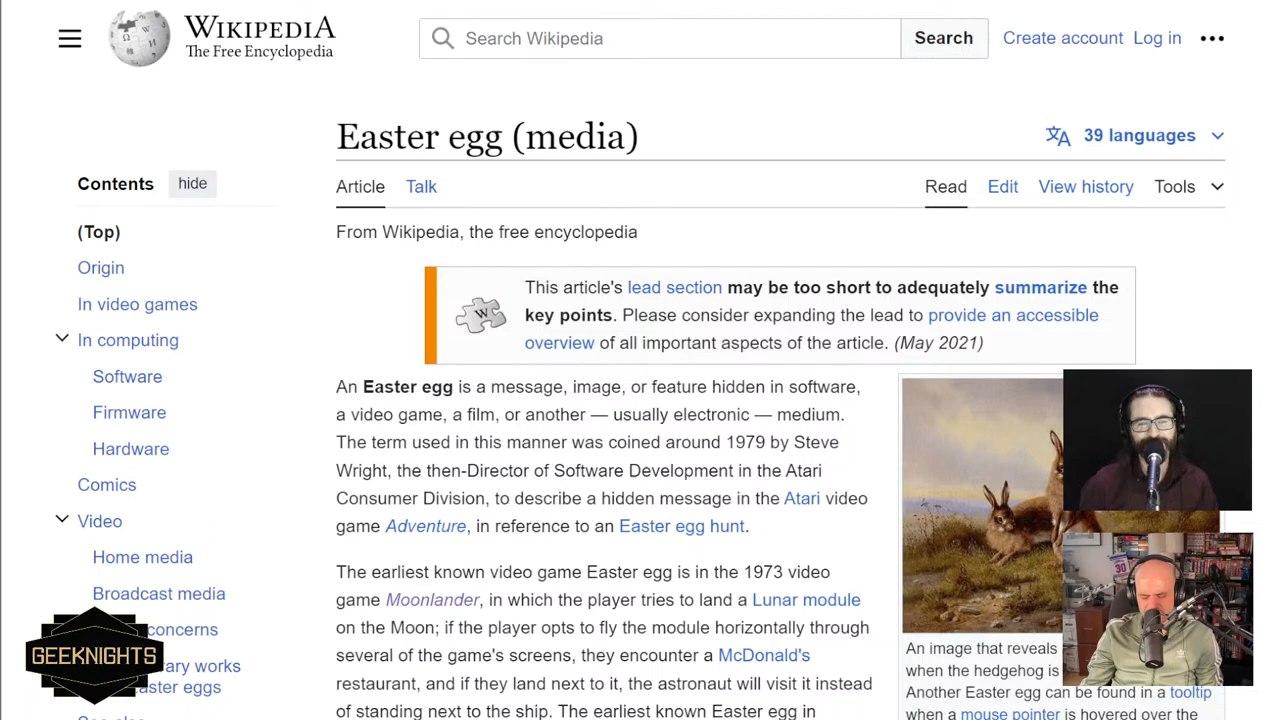 WIKIPEDIA
The Free Encyclopedia
Search Wikipedia
Search
Create account
Log in
Easter egg (media)
39 languages
Contents
hide
Article
Talk
Read
Edit
View history
Tools
(Top)
From Wikipedia, the free encyclopedia
Origin
In video games
In computing
Software
Firmware
Hardware
Comics
Video
Home media
Broadcast media
concerns
rary works
aster eggs
This article's lead section may be too short to adequately summarize the
key points. Please consider expanding the lead to provide an accessible
overview of all important aspects of the article. (May 2021)
An Easter egg is a message, image, or feature hidden in software,
a video game, a film, or another — usually electronic — medium.
The term used in this manner was coined around 1979 by Steve
Wright, the then-Director of Software Development in the Atari
Consumer Division, to describe a hidden message in the Atari video
game Adventure, in reference to an Easter egg hunt.
The earliest known video game Easter egg is in the 1973 video
game Moonlander, in which the player tries to land a Lunar module
on the Moon; if the player opts to fly the module horizontally through
several of the game's screens, they encounter a McDonald's
restaurant, and if they land next to it, the astronaut will visit it instead
of standing next to the ship. The earliest known Easter egg in
An image that reveals
when the hedgehog is
Another Easter egg can be found in a tooltip
when a mouse pointer is hovered over the
30
GEEKNIGHTS